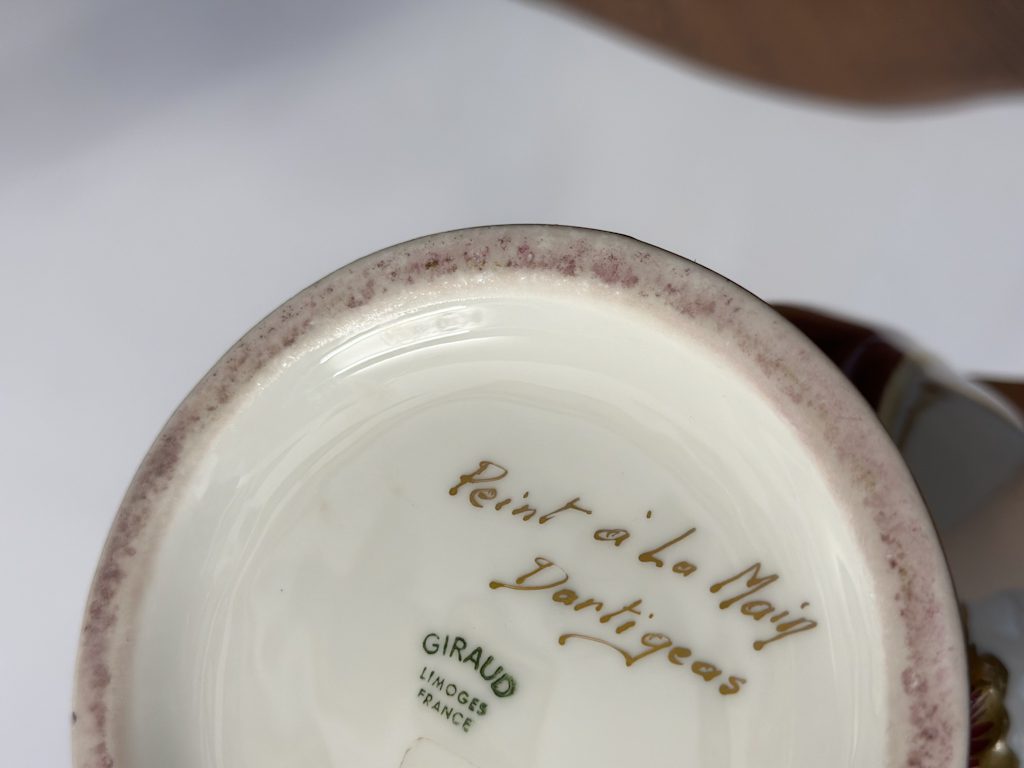 Peint à La Main
Dartigeas
GIRAUD
LIMOGES
FRANCE